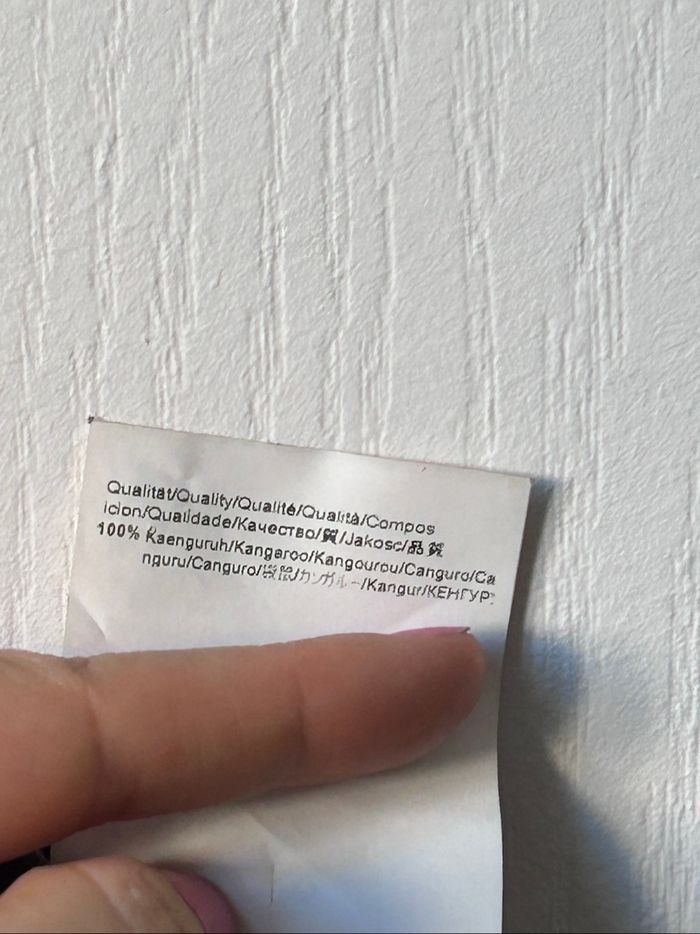 Qualität/Quality/Qualité/Qualità/Compos
icion/Qualidade/Качество/質/Jakosc/品質
100% Kaenguruh/Kangaroo/Kangourou/Canguro/Ca
nguru/Canguro/カンガルー/Kangur/КЕНГУР